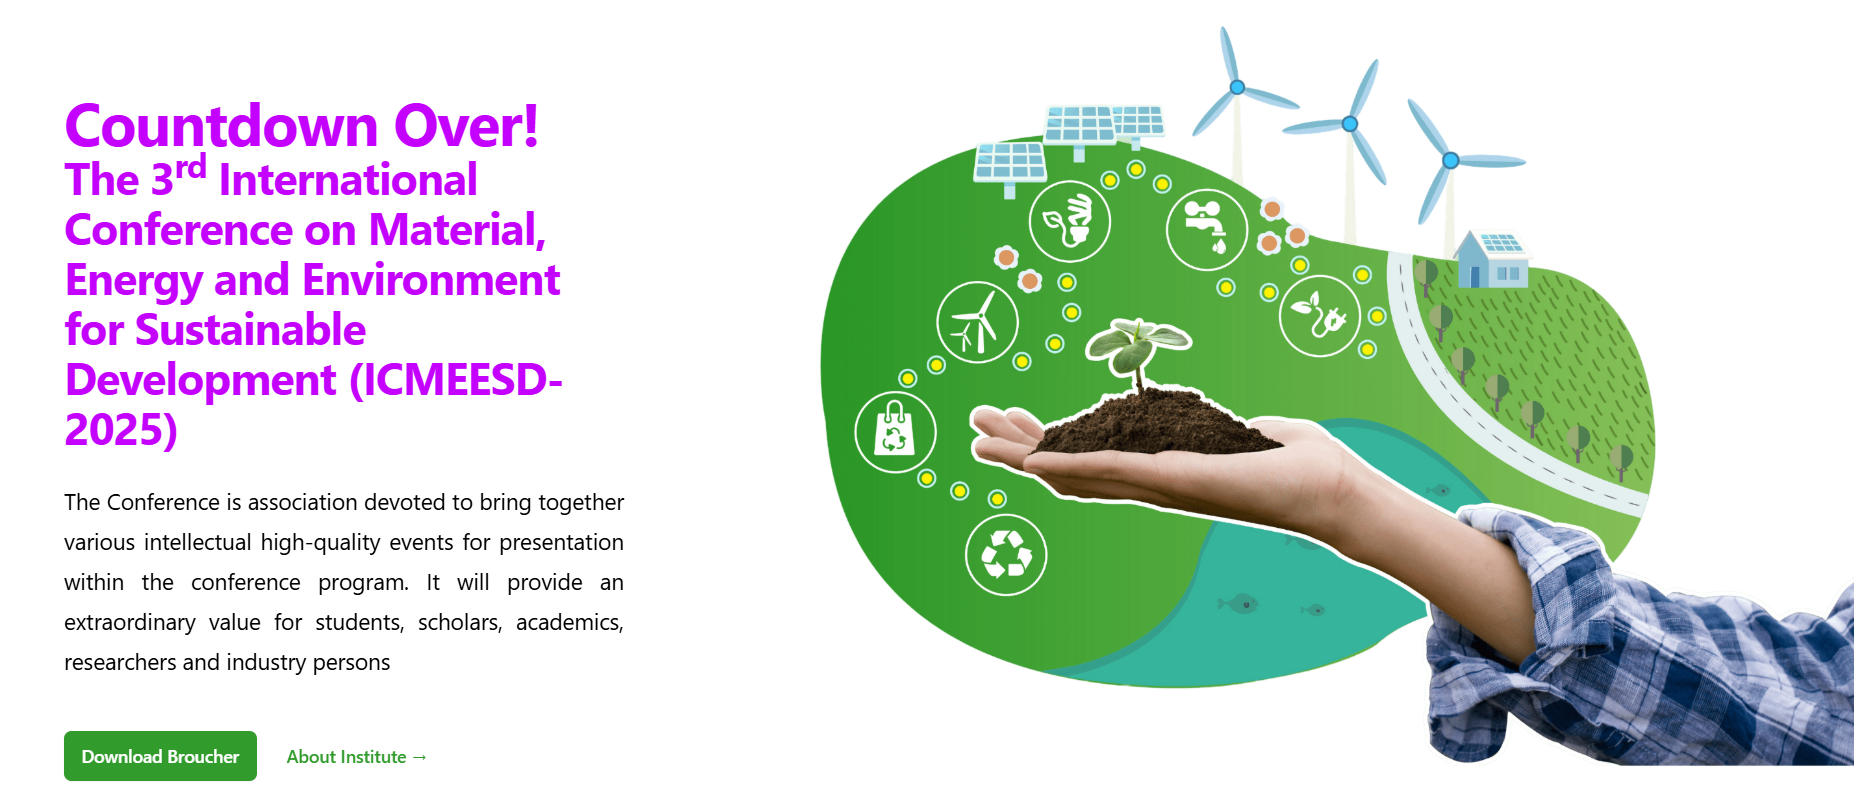 Countdown Over!
The 3rd International
Conference on Material,
Energy and Environment
for Sustainable
Development (ICMEESD-
2025)
The Conference is association devoted to bring together
various intellectual high-quality events for presentation
within the conference program. It will provide an
extraordinary value for students, scholars, academics,
researchers and industry persons
Download Broucher
About Institute →